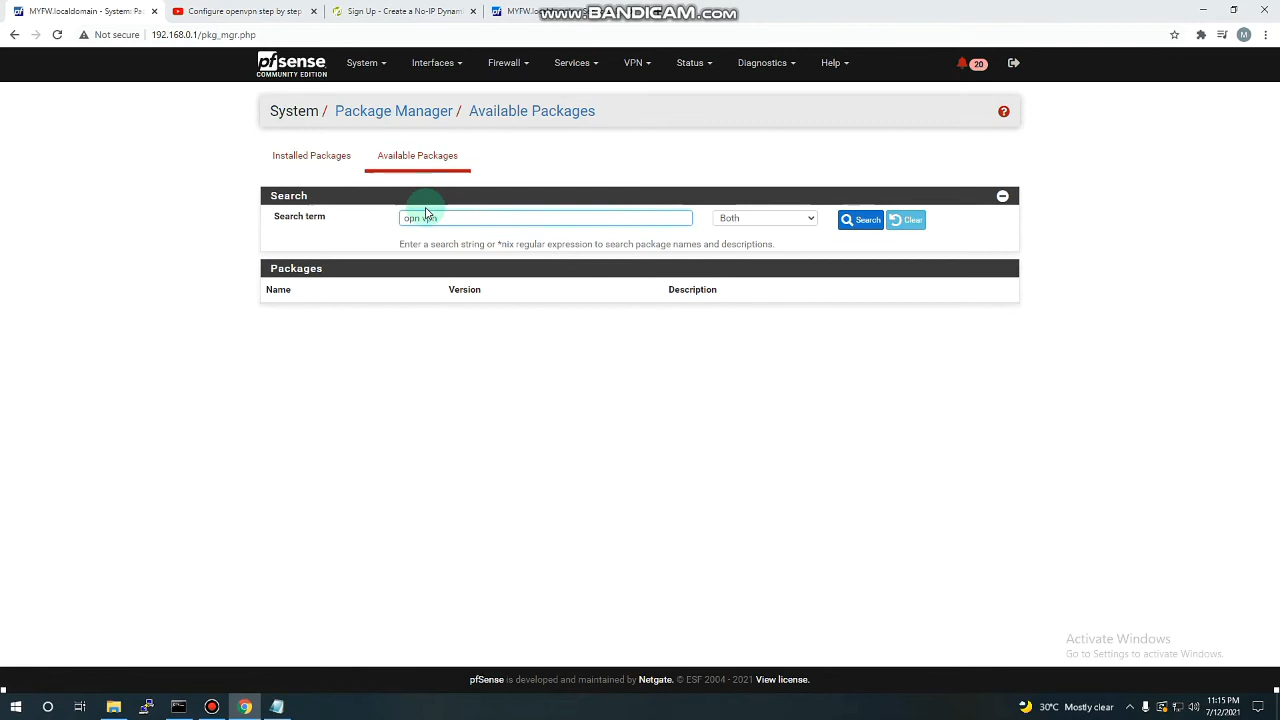 MYFW.localdomain - System: Pa
Configure openvpn step by step
Sign Up - Create a No-IP Dynam
MYFW.lo
www.BANDICAM.com
Not secure
192.168.0.1/pkg_mgr.php
M
pfsense
COMMUNITY EDITION
System
Interfaces
Firewall
Services
VPN
Status
Diagnostics
Help
20
System / Package Manager / Available Packages
Installed Packages
Available Packages
Search
Search term
opn vpn
Both
Search
Clear
Enter a search string or *nix regular expression to search package names and descriptions.
Packages
Name
Version
Description
Activate Windows
Go to Settings to activate Windows.
pfSense is developed and maintained by Netgate. © ESF 2004 - 2021 View license.
30°C Mostly clear
11:15 PM
7/12/2021